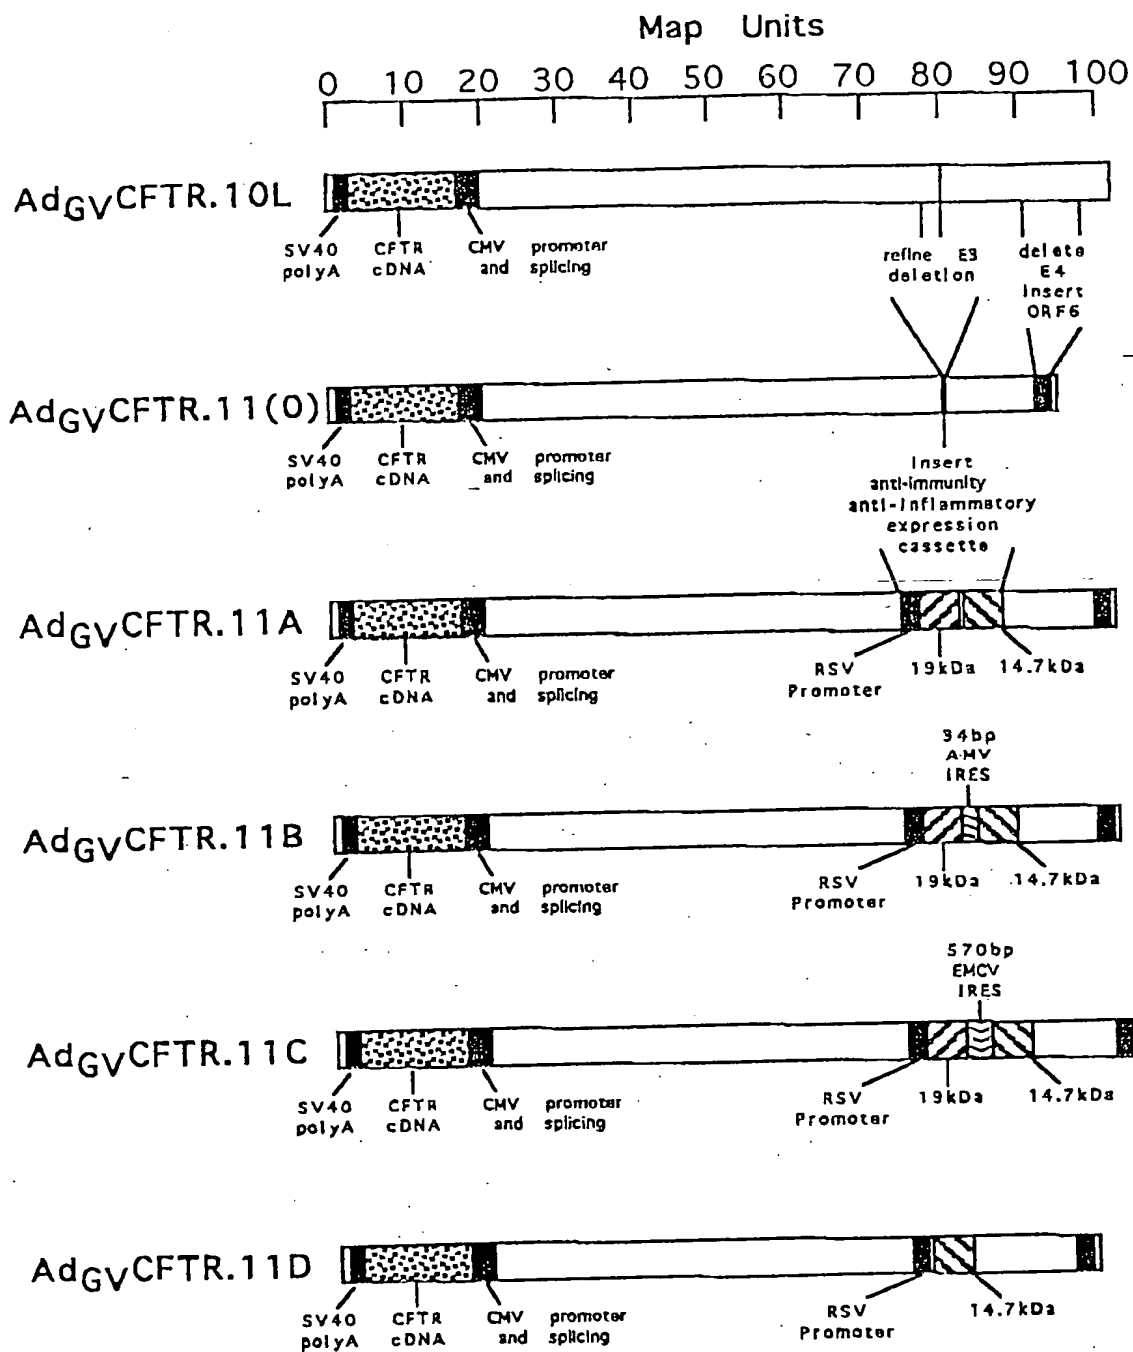 Map Units
0 10 20 30 40 50 60 70 80 90 100
AdGVCFTR.10L
SV40 polyA
CFTR cDNA
CMV promoter and splicing
refine E3 deletion
delete E4 insert ORF6
AdGVCFTR.11(0)
SV40 polyA
CFTR cDNA
CMV promoter and splicing
Insert
anti-immunity
anti-inflammatory
expression
cassette
AdGVCFTR.11A
SV40 polyA
CFTR cDNA
CMV promoter and splicing
RSV Promoter
19kDa
14.7kDa
34bp
AMV
IRES
AdGVCFTR.11B
SV40 polyA
CFTR cDNA
CMV promoter and splicing
RSV Promoter
19kDa
14.7kDa
570bp
EMCV
IRES
AdGVCFTR.11C
SV40 polyA
CFTR cDNA
CMV promoter and splicing
RSV Promoter
19kDa
14.7kDa
AdGVCFTR.11D
SV40 polyA
CFTR cDNA
CMV promoter and splicing
RSV Promoter
14.7kDa